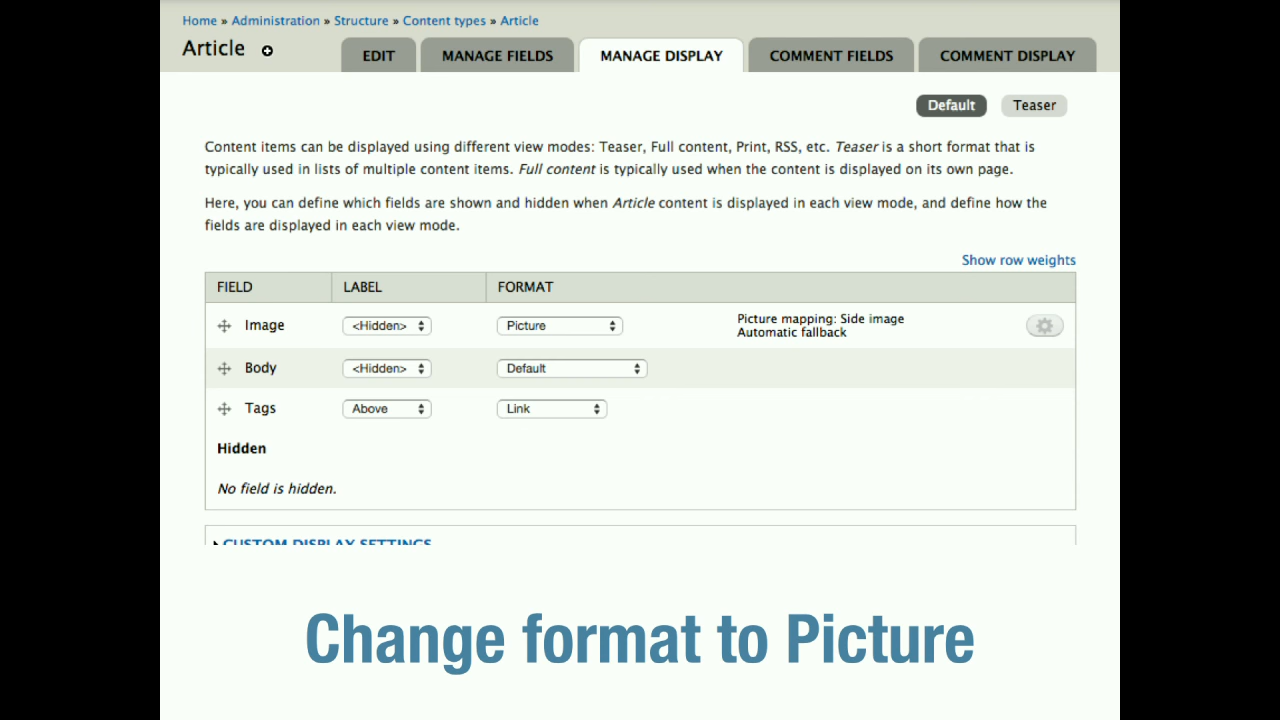 Home » Administration » Structure » Content types » Article
Article
EDIT
MANAGE FIELDS
MANAGE DISPLAY
COMMENT FIELDS
COMMENT DISPLAY
Default
Teaser
Content items can be displayed using different view modes: Teaser, Full content, Print, RSS, etc. Teaser is a short format that is
typically used in lists of multiple content items. Full content is typically used when the content is displayed on its own page.
Here, you can define which fields are shown and hidden when Article content is displayed in each view mode, and define how the
fields are displayed in each view mode.
Show row weights
FIELD LABEL FORMAT
Image <Hidden> Picture Picture mapping: Side image
Automatic fallback
Body <Hidden> Default
Tags Above Link
Hidden
No field is hidden.
CUSTOM DISPLAY SETTINGS
Change format to Picture